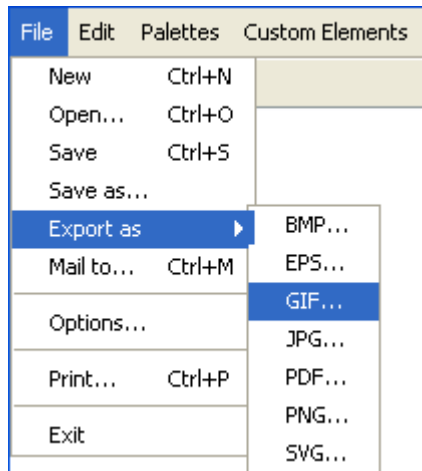 File Edit Palettes Custom Elements
New Ctrl+N
Open... Ctrl+O
Save Ctrl+S
Save as...
Export as
Mail to... Ctrl+M
Options...
Print... Ctrl+P
Exit
BMP...
EPS...
GIF...
JPG...
PDF...
PNG...
SVG...